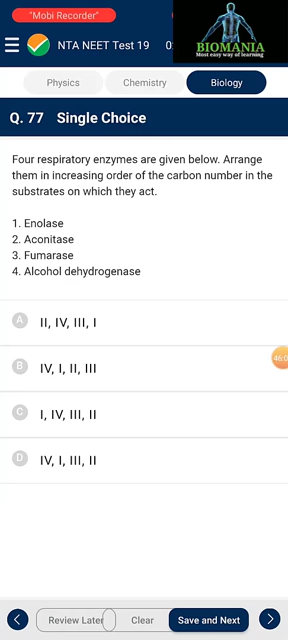 "Mobi Recorder"
NTA NEET Test 19
BIOMANIA
Most easy way of learning
Physics
Chemistry
Biology
Q. 77 Single Choice
Four respiratory enzymes are given below. Arrange
them in increasing order of the carbon number in the
substrates on which they act.
1. Enolase
2. Aconitase
3. Fumarase
4. Alcohol dehydrogenase
A II, IV, III, I
B IV, I, II, III
C I, IV, III, II
D IV, I, III, II
Review Later
Clear
Save and Next